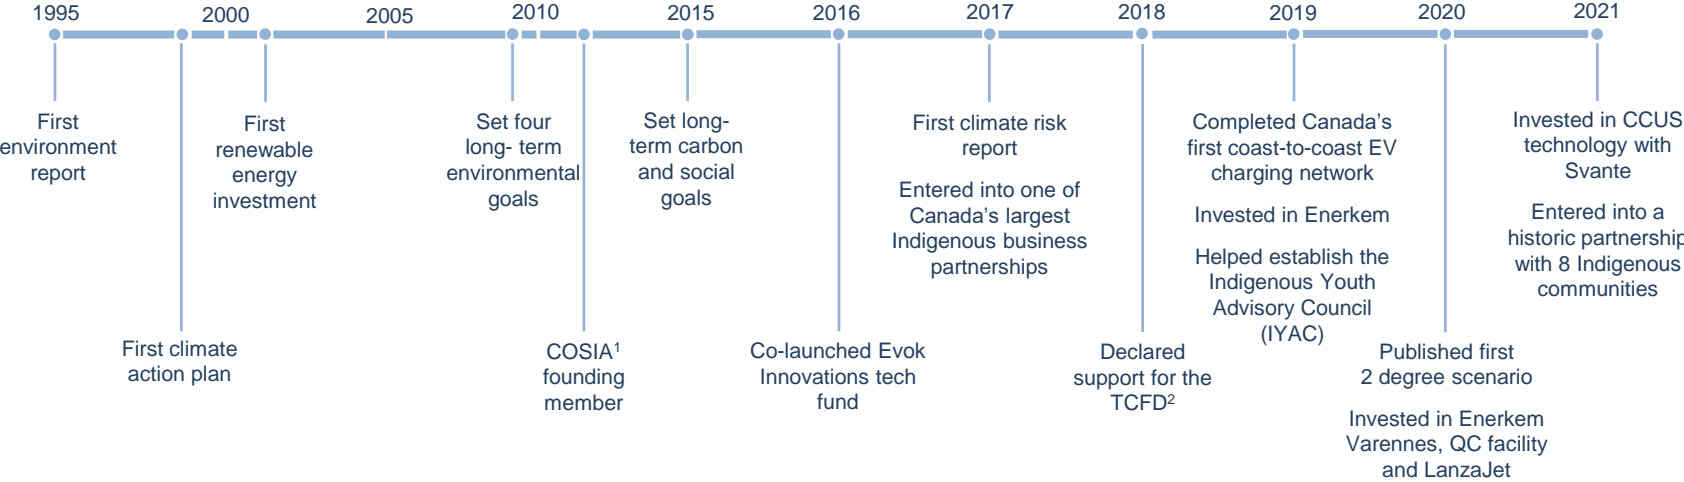 1995
2000
2005
2010
2015
2016
2017
2018
2019
2020
2021
First
environment
report
First climate
action plan
First
renewable
energy
investment
Set four
long- term
environmental
goals
COSIA¹
founding
member
Set long-
term carbon
and social
goals
Co-launched Evok
Innovations tech
fund
First climate risk
report
Entered into one of
Canada’s largest
Indigenous business
partnerships
Declared
support for the
TCFD²
Completed Canada’s
first coast-to-coast EV
charging network
Invested in Enerkem
Helped establish the
Indigenous Youth
Advisory Council
(IYAC)
Published first
2 degree scenario
Invested in Enerkem
Varennes, QC facility
and LanzaJet
Invested in CCUS
technology with
Svante
Entered into a
historic partnership
with 8 Indigenous
communities